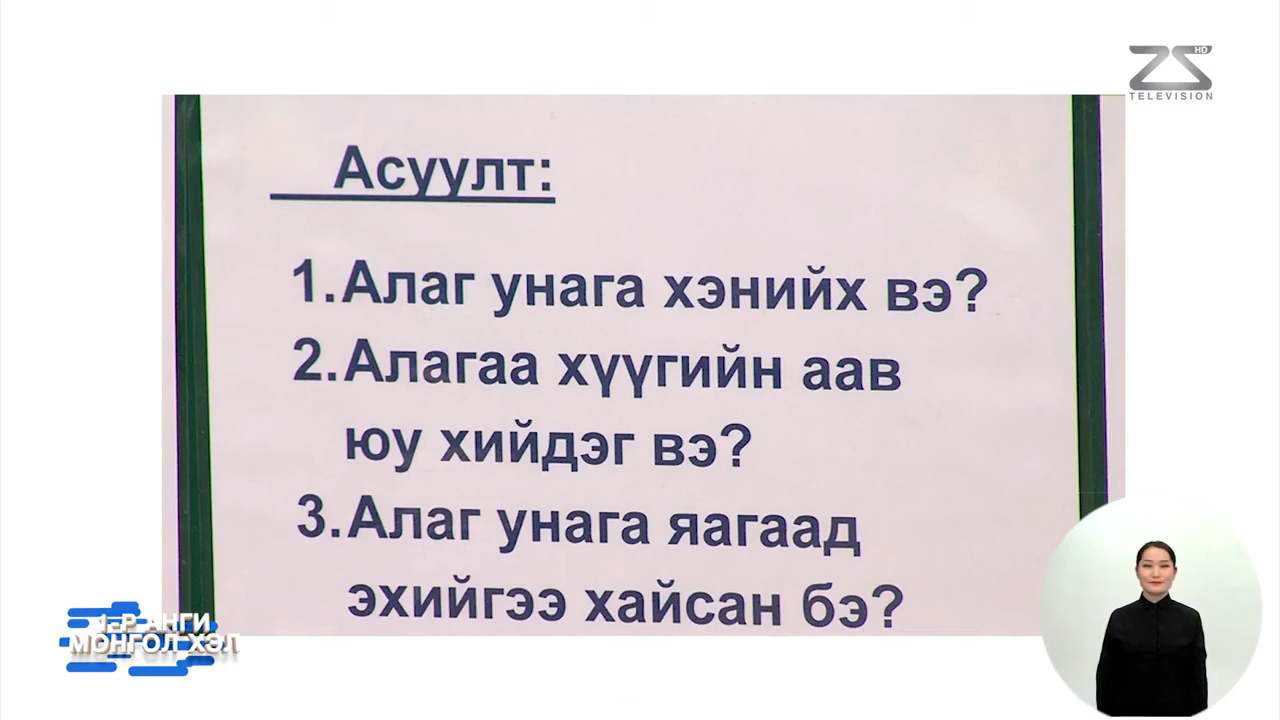 HD
TELEVISION
Асуулт:
1.Алаг унага хэнийх вэ?
2.Алагаа хүүгийн аав
юу хийдэг вэ?
3.Алаг унага яагаад
эхийгээ хайсан бэ?
1-Р АНГИ
МОНГОЛ ХЭЛ